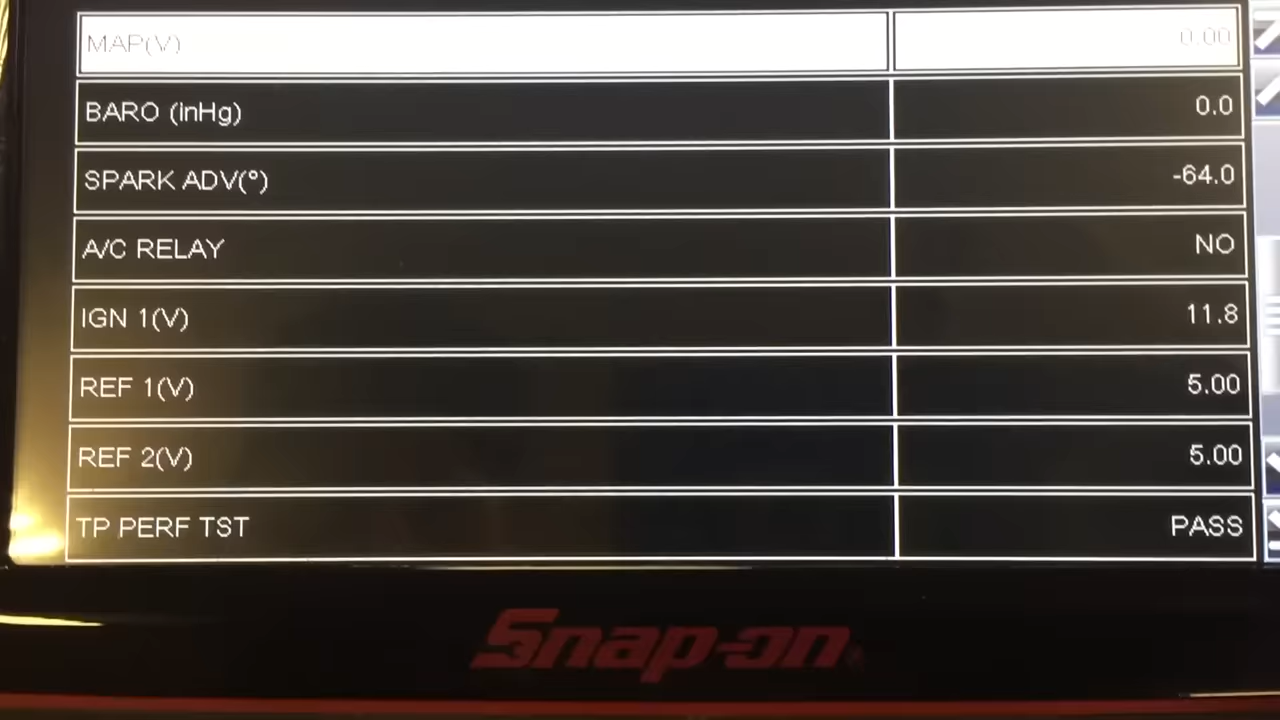 MAP(V) 0.00
BARO (inHg) 0.0
SPARK ADV(°) -64.0
A/C RELAY NO
IGN 1(V) 11.8
REF 1(V) 5.00
REF 2(V) 5.00
TP PERF TST PASS
Snap-on